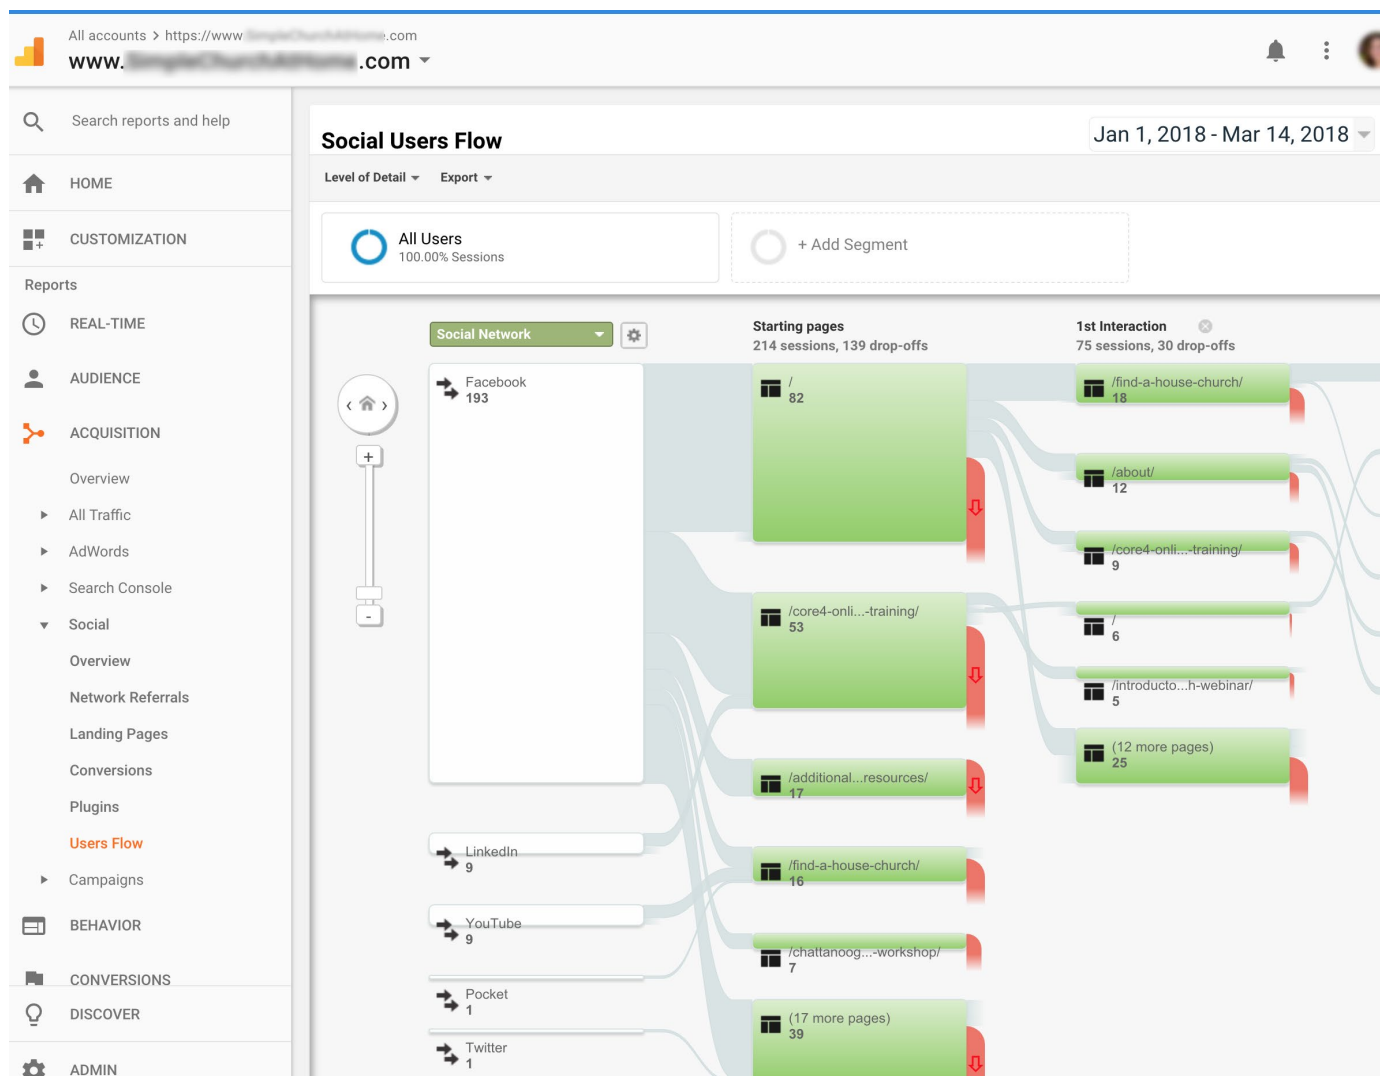 All accounts > https://www. .com
www. .com
Search reports and help
HOME
CUSTOMIZATION
Reports
REAL-TIME
AUDIENCE
ACQUISITION
Overview
All Traffic
AdWords
Search Console
Social
Overview
Network Referrals
Landing Pages
Conversions
Plugins
Users Flow
Campaigns
BEHAVIOR
CONVERSIONS
DISCOVER
ADMIN
Social Users Flow
Jan 1, 2018 - Mar 14, 2018
Level of Detail
Export
All Users
100.00% Sessions
+ Add Segment
Social Network
+
-
Facebook
193
LinkedIn
9
YouTube
9
Pocket
1
Twitter
1
Starting pages
214 sessions, 139 drop-offs
/
82
/core4-onli...-training/
53
/additional...resources/
17
/find-a-house-church/
16
/chattanoog...-workshop/
7
(17 more pages)
39
1st Interaction
75 sessions, 30 drop-offs
/find-a-house-church/
18
/about/
12
/core4-onli...-training/
9
/
6
/introducto...h-webinar/
5
(12 more pages)
25